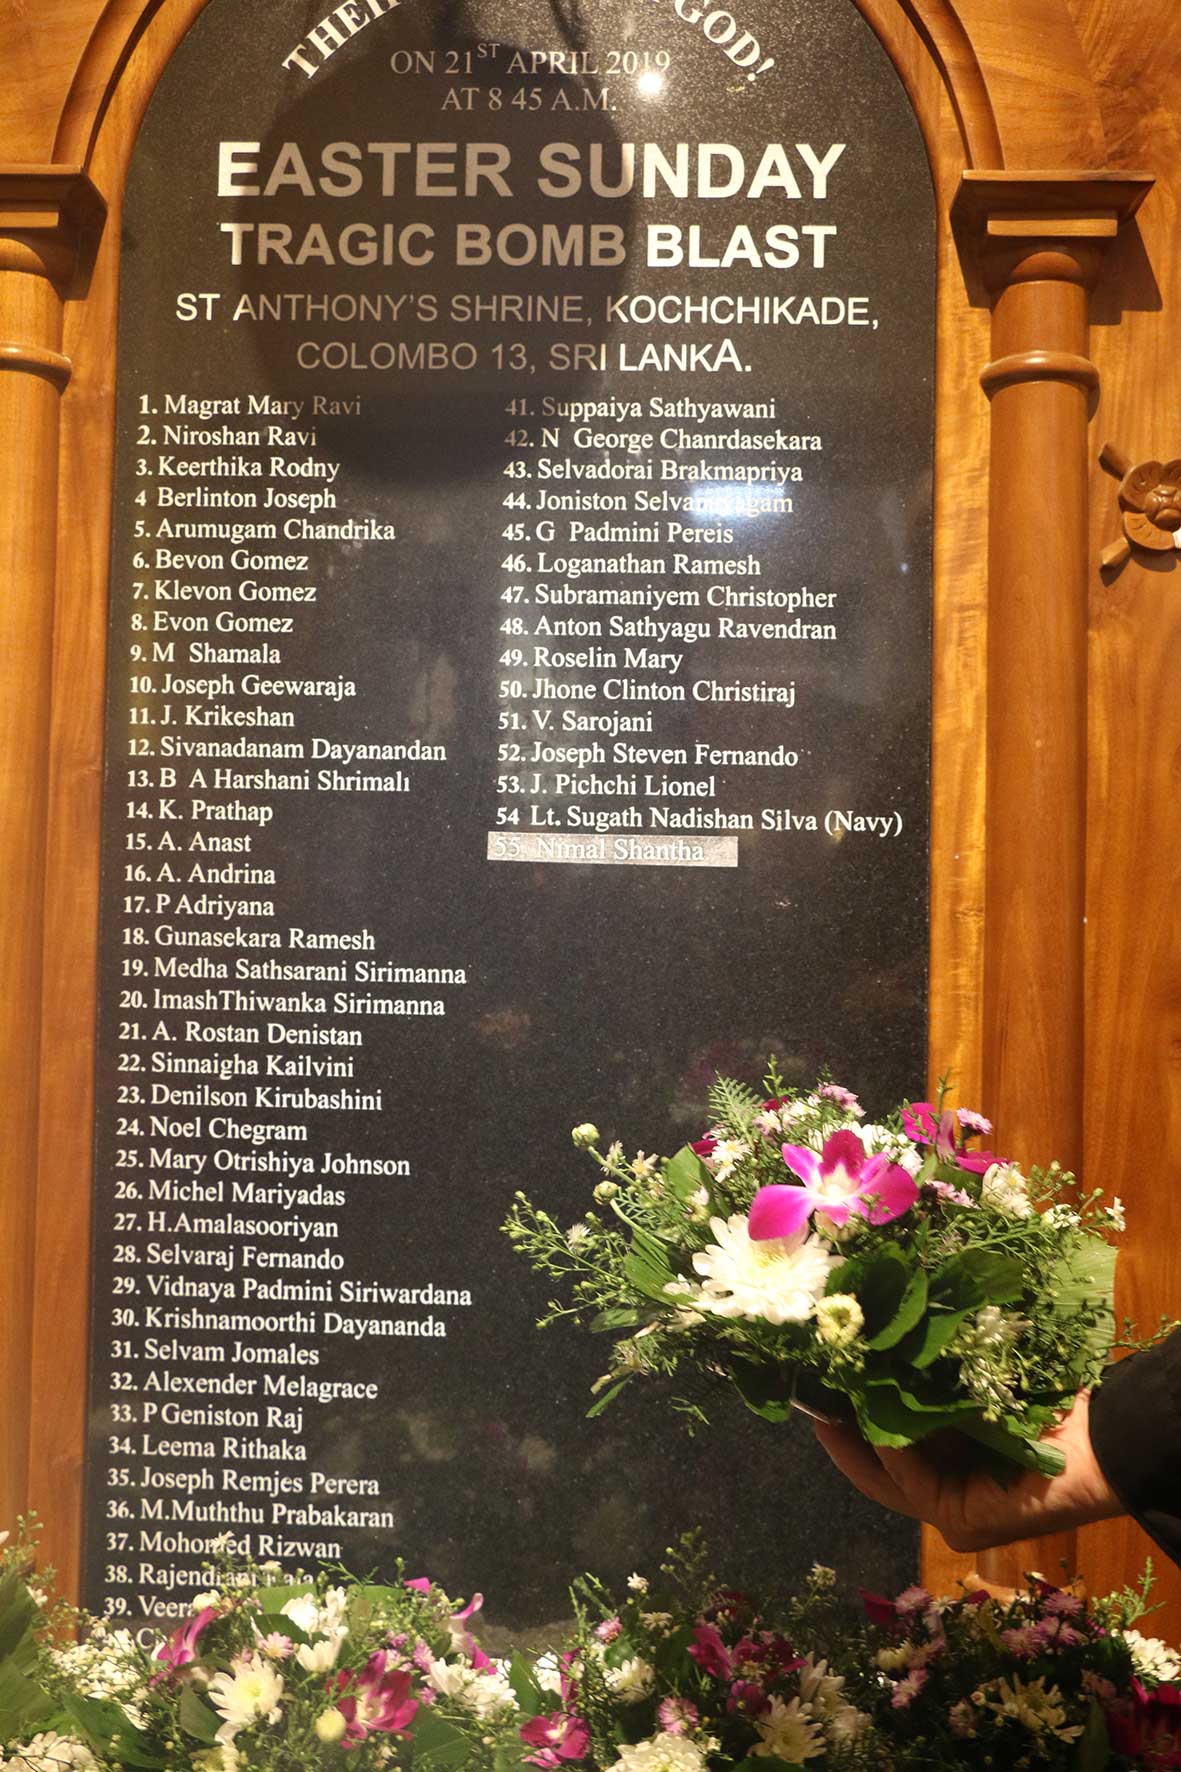 THEIR GOD!
ON 21ST APRIL 2019
AT 8 45 A.M.
EASTER SUNDAY
TRAGIC BOMB BLAST
ST ANTHONY'S SHRINE, KOCHCHIKADE,
COLOMBO 13, SRI LANKA.
1. Magrat Mary Ravi
2. Niroshan Ravi
3. Keerthika Rodny
4 Berlinton Joseph
5. Arumugam Chandrika
6. Bevon Gomez
7. Klevon Gomez
8. Evon Gomez
9. M Shamala
10. Joseph Geewaraja
11. J. Krikeshan
12. Sivanadanam Dayanandan
13. B A Harshani Shrimali
14. K. Prathap
15. A. Anast
16. A. Andrina
17. P Adriyana
18. Gunasekara Ramesh
19. Medha Sathsarani Sirimanna
20. ImashThiwanka Sirimanna
21. A. Rostan Denistan
22. Sinnaigha Kailvini
23. Denilson Kirubashini
24. Noel Chegram
25. Mary Otrishiya Johnson
26. Michel Mariyadas
27. H.Amalasooriyan
28. Selvaraj Fernando
29. Vidnaya Padmini Siriwardana
30. Krishnamoorthi Dayananda
31. Selvam Jomales
32. Alexender Melagrace
33. P Geniston Raj
34. Leema Rithaka
35. Joseph Remjes Perera
36. M.Muththu Prabakaran
37. Mohomed Rizwan
38.
39.
41. Suppaiya Sathyawani
42. N George Chanrdasekara
43. Selvadorai Brakmapriya
44. Joniston
45. G Padmini Pereis
46. Loganathan Ramesh
47. Subramaniyem Christopher
48. Anton Sathyagu Ravendran
49. Roselin Mary
50. Jhone Clinton Christiraj
51. V. Sarojani
52. Joseph Steven Fernando
53. J. Pichchi Lionel
54 Lt. Sugath Nadishan Silva (Navy)
55. Nimal Shantha